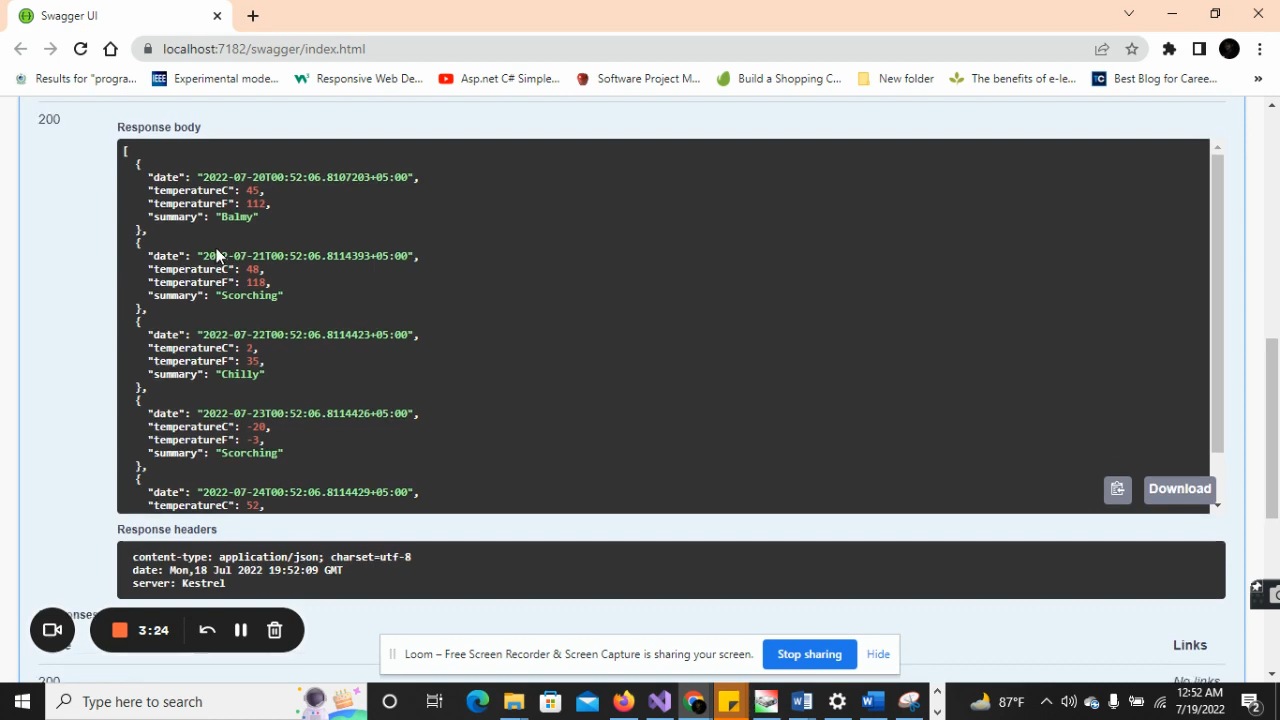 Swagger UI
localhost:7182/swagger/index.html
Results for "progra...
IEEE
Experimental mode...
Responsive Web De...
Asp.net C# Simple...
Software Project M...
Build a Shopping C...
New folder
The benefits of e-le...
TC
Best Blog for Caree...
»
200
Response body
[
{
"date": "2022-07-20T00:52:06.8107203+05:00",
"temperatureC": 45,
"temperatureF": 112,
"summary": "Balmy"
},
{
"date": "2022-07-21T00:52:06.8114393+05:00",
"temperatureC": 48,
"temperatureF": 118,
"summary": "Scorching"
},
{
"date": "2022-07-22T00:52:06.8114423+05:00",
"temperatureC": 2,
"temperatureF": 35,
"summary": "Chilly"
},
{
"date": "2022-07-23T00:52:06.8114426+05:00",
"temperatureC": -20,
"temperatureF": -3,
"summary": "Scorching"
},
{
"date": "2022-07-24T00:52:06.8114429+05:00",
"temperatureC": 52,
Download
Response headers
content-type: application/json; charset=utf-8
date: Mon,18 Jul 2022 19:52:09 GMT
server: Kestrel
3:24
Loom – Free Screen Recorder & Screen Capture is sharing your screen.
Stop sharing
Hide
Links
200
No links
Type here to search
87°F
12:52 AM
7/19/2022
2